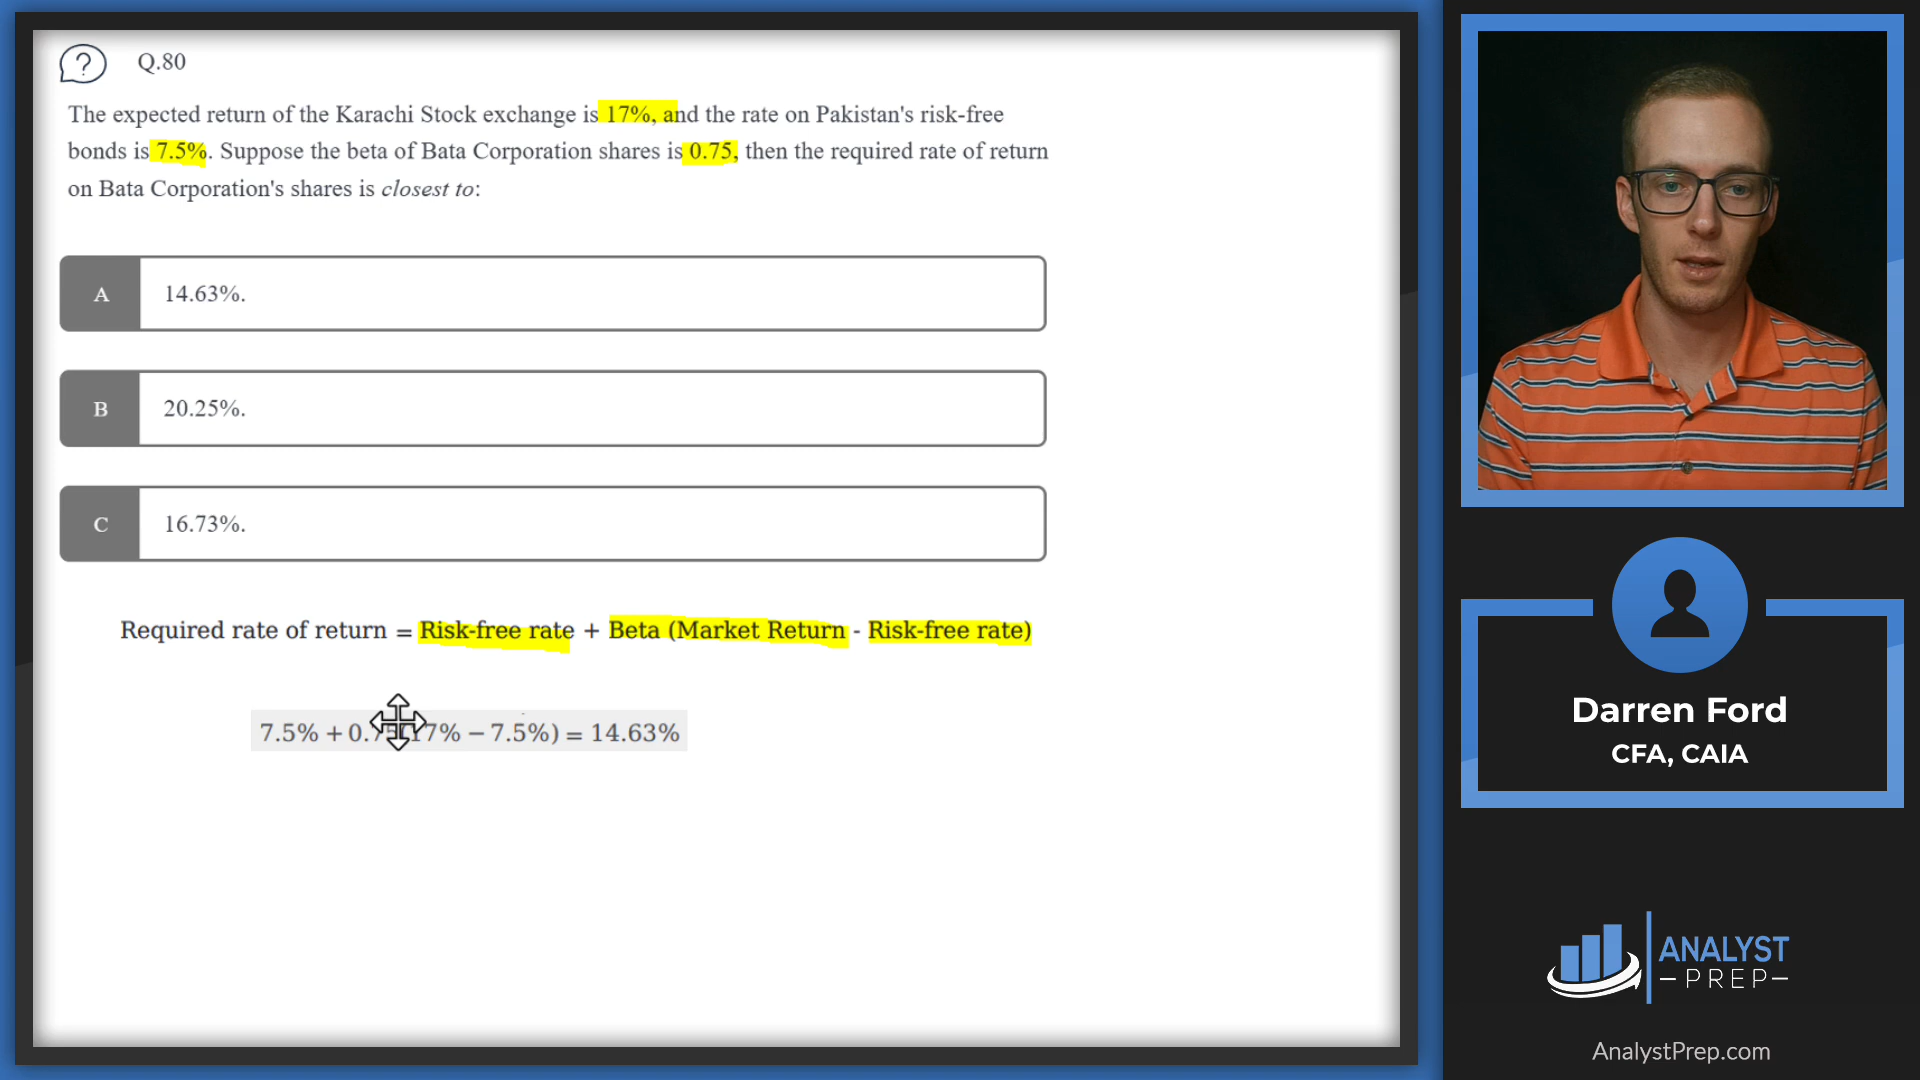 ?
Q.80
The expected return of the Karachi Stock exchange is 17%, and the rate on Pakistan's risk-free
bonds is 7.5%. Suppose the beta of Bata Corporation shares is 0.75, then the required rate of return
on Bata Corporation's shares is closest to:
A 14.63%.
B 20.25%.
C 16.73%.
Required rate of return = Risk-free rate + Beta (Market Return - Risk-free rate)
7.5% + 0.75(17% − 7.5%) = 14.63%
Darren Ford
CFA, CAIA
ANALYST
PREP
AnalystPrep.com